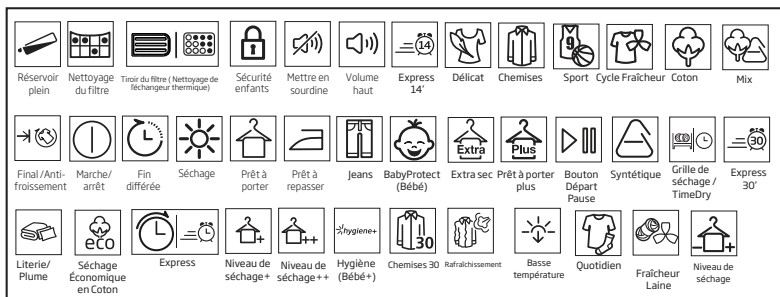 14
9
Réservoir plein
Nettoyage du filtre
Tiroir du filtre ( Nettoyage de l'échangeur thermique)
Sécurité enfants
Mettre en sourdine
Volume haut
Express 14'
Délicat
Chemises
Sport
Cycle Fraîcheur
Coton
Mix
Extra
Plus
30
Final /Anti-froissement
Marche/ arrêt
Fin différée
Séchage
Prêt à porter
Prêt à repasser
Jeans
BabyProtect (Bébé)
Extra sec
Prêt à porter plus
Bouton Départ Pause
Syntétique
Grille de séchage / TimeDry
Express 30'
eco
+
++
hygiene+
30
- +
Literie/ Plume
Séchage Économique en Coton
Express
Niveau de séchage+
Niveau de séchage++
Hygiène (Bébé+)
Chemises 30
Rafraîchissement
Basse température
Quotidien
Fraîcheur Laine
Niveau de séchage